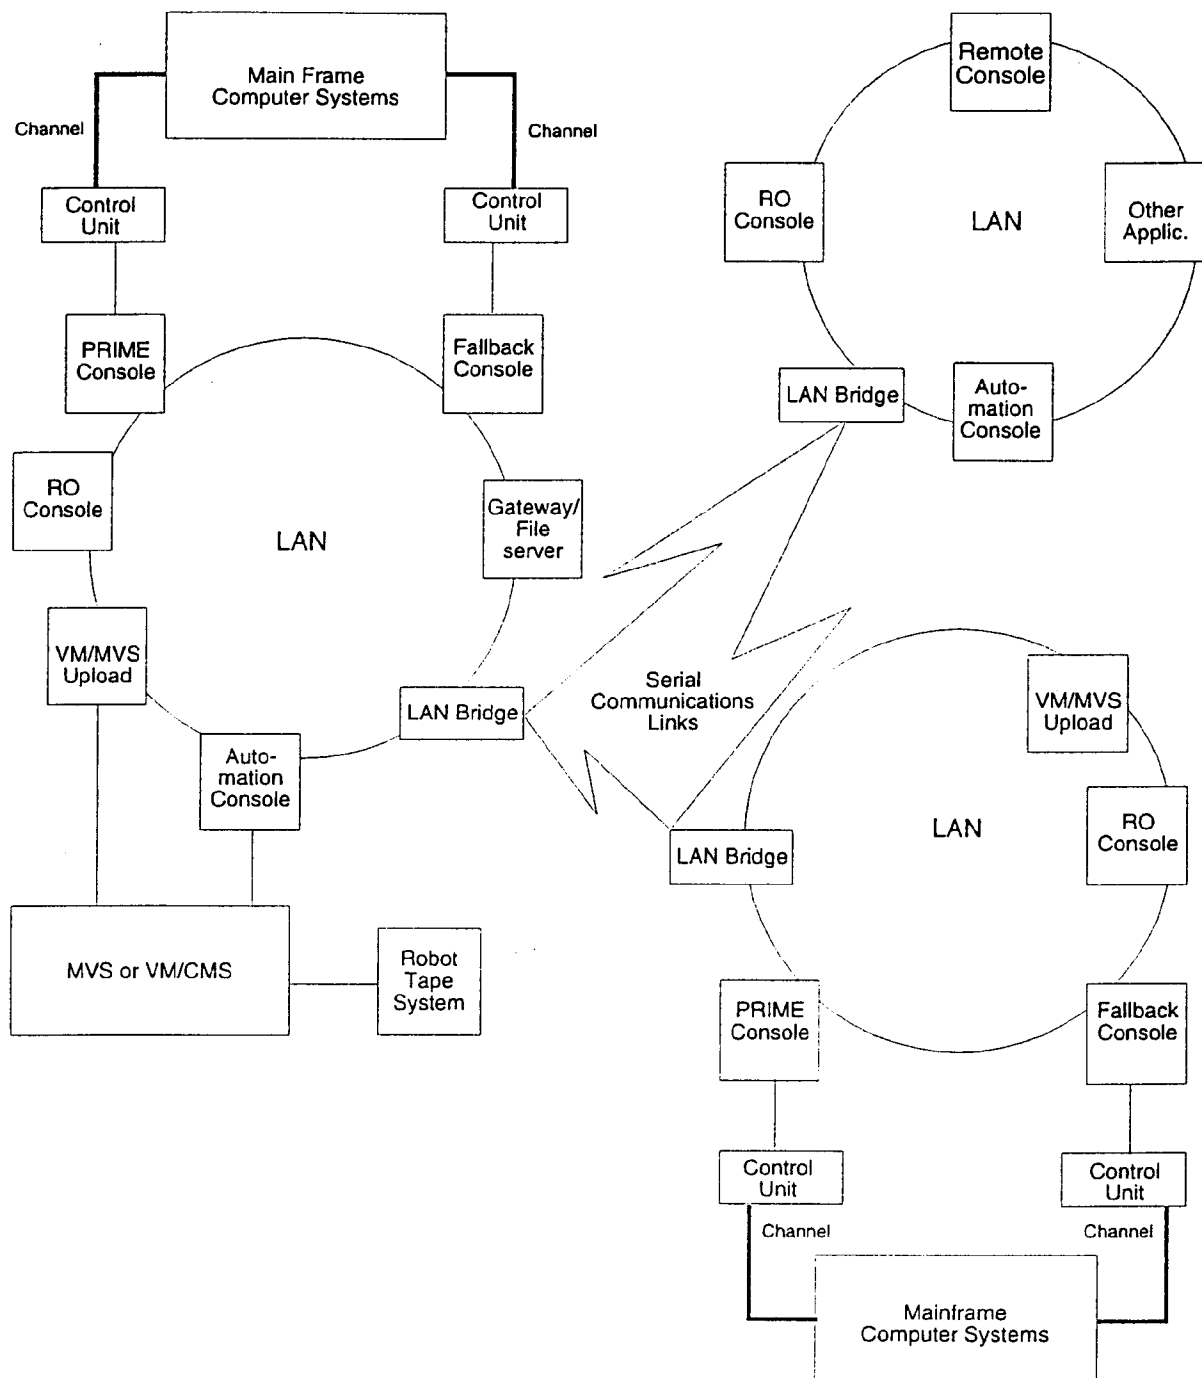 Main Frame
Computer Systems
Channel
Channel
Control
Unit
Control
Unit
PRIME
Console
Fallback
Console
RO
Console
LAN
Gateway/
File
server
VM/MVS
Upload
LAN Bridge
Auto-
mation
Console
MVS or VM/CMS
Robot
Tape
System
Remote
Console
RO
Console
LAN
Other
Applic.
LAN Bridge
Auto-
mation
Console
Serial
Communications
Links
VM/MVS
Upload
LAN
RO
Console
LAN Bridge
PRIME
Console
Fallback
Console
Control
Unit
Control
Unit
Channel
Channel
Mainframe
Computer Systems